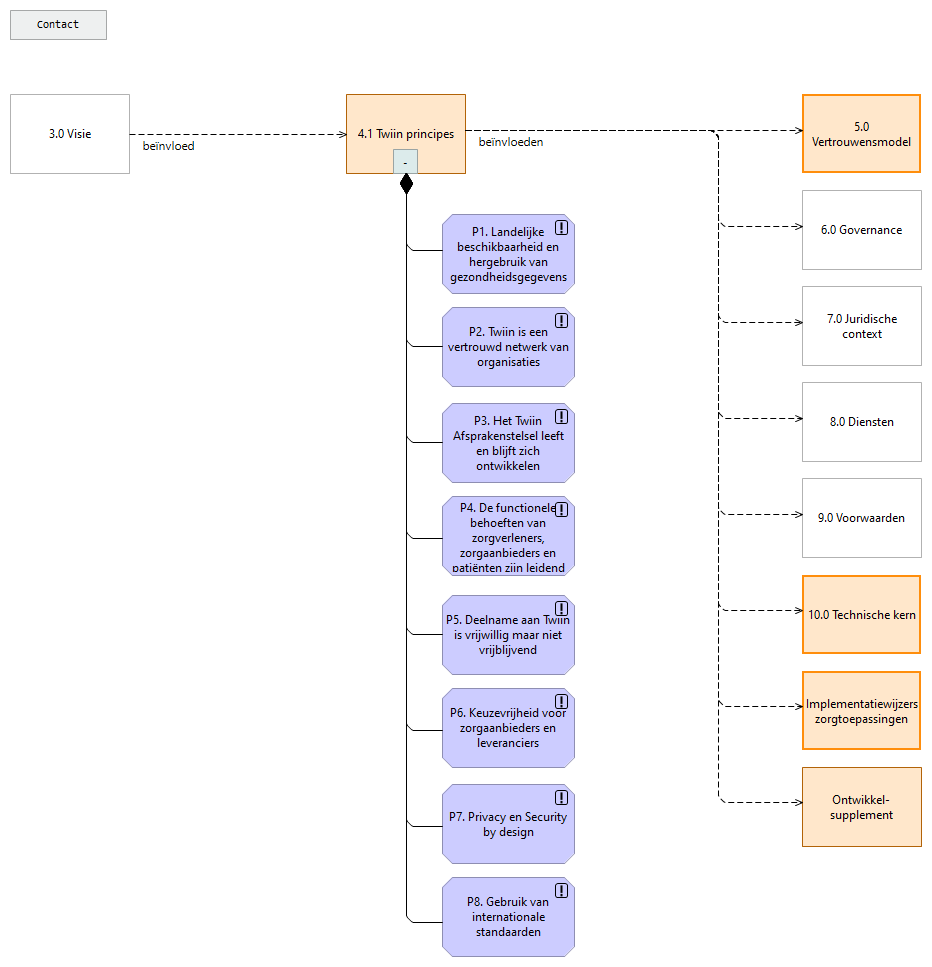 Contact
3.0 Visie
beïnvloed
4.1 Twiin principes
-
beïnvloeden
5.0
Vertrouwensmodel
6.0 Governance
7.0 Juridische
context
8.0 Diensten
9.0 Voorwaarden
10.0 Technische kern
Implementatiewijzers
zorgtoepassingen
Ontwikkel-
supplement
P1. Landelijke
beschikbaarheid en
hergebruik van
gezondheidsgegevens
P2. Twiin is een
vertrouwd netwerk van
organisaties
P3. Het Twiin
Afsprakenstelsel leeft
en blijft zich
ontwikkelen
P4. De functionele
behoeften van
zorgverleners,
zorgaanbieders en
patiënten zijn leidend
P5. Deelname aan Twiin
is vrijwillig maar niet
vrijblijvend
P6. Keuzevrijheid voor
zorgaanbieders en
leveranciers
P7. Privacy en Security
by design
P8. Gebruik van
internationale
standaarden